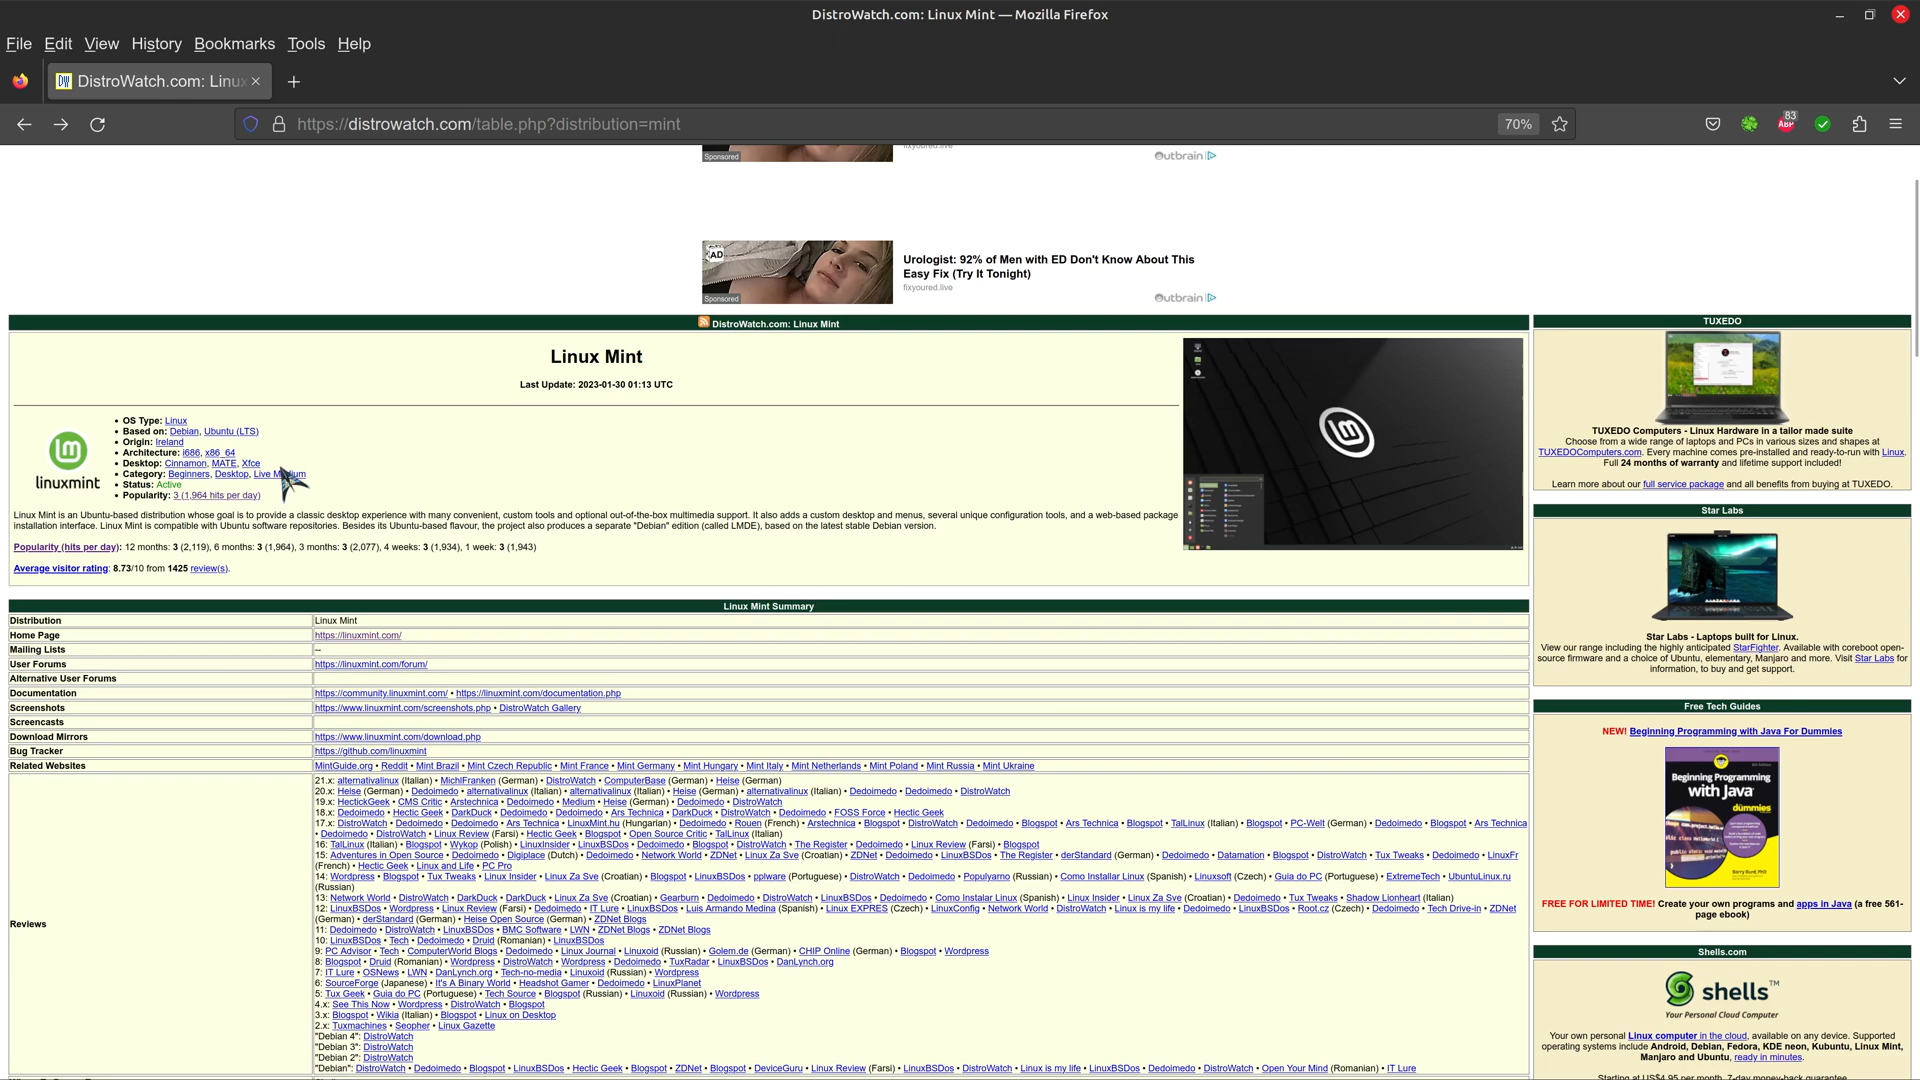 DistroWatch.com: Linux Mint — Mozilla Firefox
File Edit View History Bookmarks Tools Help
DistroWatch.com: Linux
https://distrowatch.com/table.php?distribution=mint
70%
83
ABP
Sponsored
fixyoured.live
outbrain
AD
Sponsored
Urologist: 92% of Men with ED Don't Know About This
Easy Fix (Try It Tonight)
fixyoured.live
outbrain
DistroWatch.com: Linux Mint
Linux Mint
Last Update: 2023-01-30 01:13 UTC
linuxmint
• OS Type: Linux
• Based on: Debian, Ubuntu (LTS)
• Origin: Ireland
• Architecture: i686, x86_64
• Desktop: Cinnamon, MATE, Xfce
• Category: Beginners, Desktop, Live Medium
• Status: Active
• Popularity: 3 (1,964 hits per day)
Linux Mint is an Ubuntu-based distribution whose goal is to provide a classic desktop experience with many convenient, custom tools and optional out-of-the-box multimedia support. It also adds a custom desktop and menus, several unique configuration tools, and a web-based package
installation interface. Linux Mint is compatible with Ubuntu software repositories. Besides its Ubuntu-based flavour, the project also produces a separate "Debian" edition (called LMDE), based on the latest stable Debian version.
Popularity (hits per day): 12 months: 3 (2,119), 6 months: 3 (1,964), 3 months: 3 (2,077), 4 weeks: 3 (1,934), 1 week: 3 (1,943)
Average visitor rating: 8.73/10 from 1425 review(s).
Linux Mint Summary
Distribution Linux Mint
Home Page https://linuxmint.com/
Mailing Lists --
User Forums https://linuxmint.com/forum/
Alternative User Forums
Documentation https://community.linuxmint.com/ • https://linuxmint.com/documentation.php
Screenshots https://www.linuxmint.com/screenshots.php • DistroWatch Gallery
Screencasts
Download Mirrors https://www.linuxmint.com/download.php
Bug Tracker https://github.com/linuxmint
Related Websites MintGuide.org • Reddit • Mint Brazil • Mint Czech Republic • Mint France • Mint Germany • Mint Hungary • Mint Italy • Mint Netherlands • Mint Poland • Mint Russia • Mint Ukraine
Reviews
21.x: alternativalinux (Italian) • MichlFranken (German) • DistroWatch • ComputerBase (German) • Heise (German)
20.x: Heise (German) • Dedoimedo • alternativalinux (Italian) • alternativalinux (Italian) • Heise (German) • alternativalinux (Italian) • Dedoimedo • Dedoimedo • DistroWatch
19.x: HectickGeek • CMS Critic • Arstechnica • Dedoimedo • Medium • Heise (German) • Dedoimedo • DistroWatch
18.x: Dedoimedo • Hectic Geek • DarkDuck • Dedoimedo • Dedoimedo • Ars Technica • DarkDuck • DistroWatch • Dedoimedo • FOSS Force • Hectic Geek
17.x: DistroWatch • Dedoimedo • Dedoimedo • Ars Technica • LinuxMint.hu (Hungarian) • Dedoimedo • Rouen (French) • Arstechnica • Blogspot • DistroWatch • Dedoimedo • Blogspot • Ars Technica • Blogspot • TalLinux (Italian) • Blogspot • PC-Welt (German) • Dedoimedo • Blogspot • Ars Technica
• Dedoimedo • DistroWatch • Linux Review (Farsi) • Hectic Geek • Blogspot • Open Source Critic • TalLinux (Italian)
16: TalLinux (Italian) • Blogspot • Wykop (Polish) • LinuxInsider • LinuxBSDos • Dedoimedo • Blogspot • DistroWatch • The Register • Dedoimedo • Linux Review (Farsi) • Blogspot
15: Adventures in Open Source • Dedoimedo • Digiplace (Dutch) • Dedoimedo • Network World • ZDNet • Linux Za Sve (Croatian) • ZDNet • Dedoimedo • LinuxBSDos • The Register • derStandard (German) • Dedoimedo • Datamation • Blogspot • DistroWatch • Tux Tweaks • Dedoimedo • LinuxFr
(French) • Hectic Geek • Linux and Life • PC Pro
14: Wordpress • Blogspot • Tux Tweaks • Linux Insider • Linux Za Sve (Croatian) • Blogspot • LinuxBSDos • pplware (Portuguese) • DistroWatch • Dedoimedo • Populyarno (Russian) • Como Installar Linux (Spanish) • Linuxsoft (Czech) • Guia do PC (Portuguese) • ExtremeTech • UbuntuLinux.ru
(Russian)
13: Network World • DistroWatch • DarkDuck • DarkDuck • Linux Za Sve (Croatian) • Gearburn • Dedoimedo • DistroWatch • LinuxBSDos • Dedoimedo • Como Instalar Linux (Spanish) • Linux Insider • Linux Za Sve (Croatian) • Dedoimedo • Tux Tweaks • Shadow Lionheart (Italian)
12: LinuxBSDos • Wordpress • Linux Review (Farsi) • Dedoimedo • IT Lure • LinuxBSDos • Luis Armando Medina (Spanish) • Linux EXPRES (Czech) • LinuxConfig • Network World • DistroWatch • Linux is my life • Dedoimedo • LinuxBSDos • Root.cz (Czech) • Dedoimedo • Tech Drive-in • ZDNet
(German) • derStandard (German) • Heise Open Source (German) • ZDNet Blogs
11: Dedoimedo • DistroWatch • LinuxBSDos • BMC Software • LWN • ZDNet Blogs • ZDNet Blogs
10: LinuxBSDos • Tech • Dedoimedo • Druid (Romanian) • LinuxBSDos
9: PC Advisor • Tech • ComputerWorld Blogs • Dedoimedo • Linux Journal • Linuxoid (Russian) • Golem.de (German) • CHIP Online (German) • Blogspot • Wordpress
8: Blogspot • Druid (Romanian) • Wordpress • DistroWatch • Wordpress • Dedoimedo • TuxRadar • LinuxBSDos • DanLynch.org
7: IT Lure • OSNews • LWN • DanLynch.org • Tech-no-media • Linuxoid (Russian) • Wordpress
6: SourceForge (Japanese) • It's A Binary World • Headshot Gamer • Dedoimedo • LinuxPlanet
5: Tux Geek • Guia do PC (Portuguese) • Tech Source • Blogspot (Russian) • Linuxoid (Russian) • Wordpress
4.x: See This Now • Wordpress • DistroWatch • Blogspot
3.x: Blogspot • Wikia (Italian) • Blogspot • Linux on Desktop
2.x: Tuxmachines • Seopher • Linux Gazette
"Debian 4": DistroWatch
"Debian 3": DistroWatch
"Debian 2": DistroWatch
"Debian": DistroWatch • Dedoimedo • Blogspot • LinuxBSDos • Hectic Geek • Blogspot • ZDNet • Blogspot • DeviceGuru • Linux Review (Farsi) • LinuxBSDos • DistroWatch • Linux is my life • LinuxBSDos • Dedoimedo • DistroWatch • Open Your Mind (Romanian) • IT Lure
TUXEDO
TUXEDO Computers - Linux Hardware in a tailor made suite
Choose from a wide range of laptops and PCs in various sizes and shapes at
TUXEDOComputers.com. Every machine comes pre-installed and ready-to-run with Linux.
Full 24 months of warranty and lifetime support included!
Learn more about our full service package and all benefits from buying at TUXEDO.
Star Labs
Star Labs - Laptops built for Linux.
View our range including the highly anticipated StarFighter. Available with coreboot open-
source firmware and a choice of Ubuntu, elementary, Manjaro and more. Visit Star Labs for
information, to buy and get support.
Free Tech Guides
NEW! Beginning Programming with Java For Dummies
Beginning Programming
with Java
dummies
Barry Burd, PhD
FREE FOR LIMITED TIME! Create your own programs and apps in Java (a free 561-
page ebook)
Shells.com
shells™
Your Personal Cloud Computer
Your own personal Linux computer in the cloud, available on any device. Supported
operating systems include Android, Debian, Fedora, KDE neon, Kubuntu, Linux Mint,
Manjaro and Ubuntu, ready in minutes.
Starting at US$4.95 per month, 7-day money-back guarantee